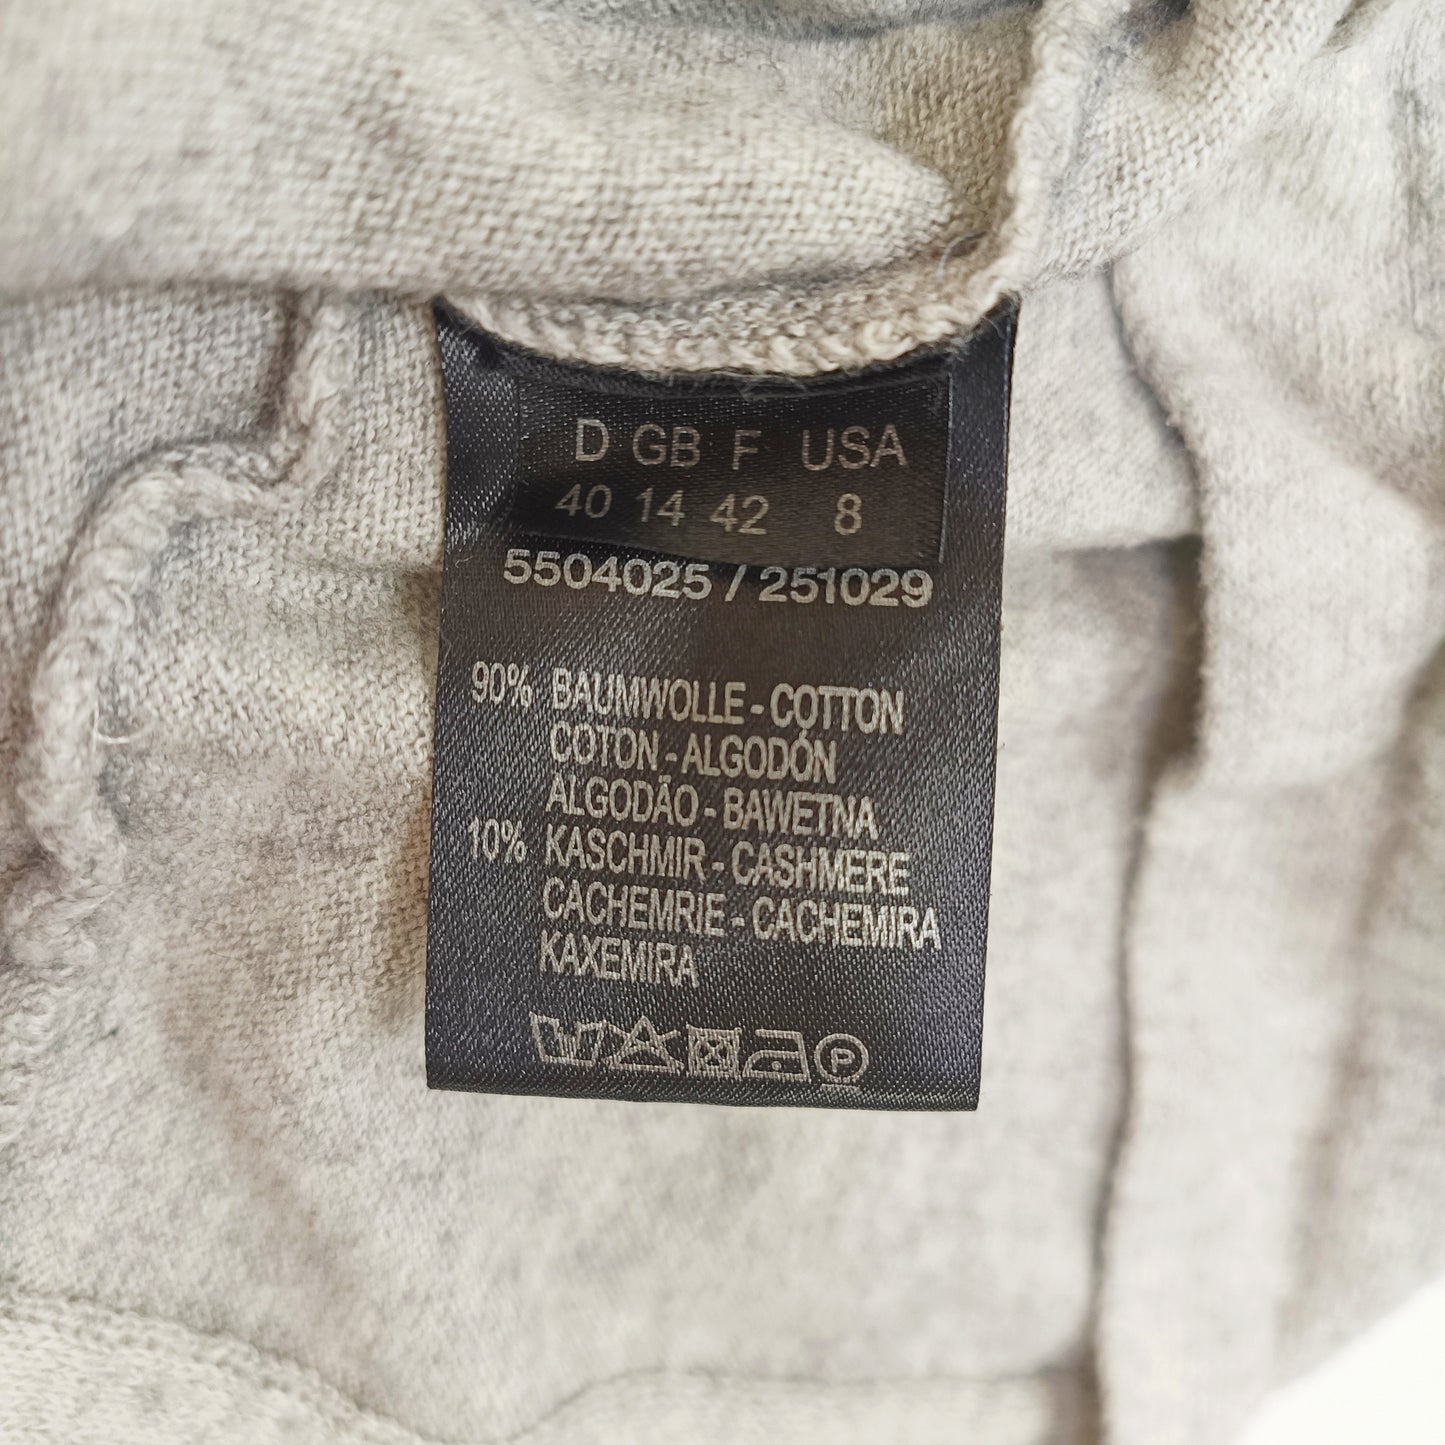 D GB F USA
40 14 42 8
5504025 / 251029
90% BAUMWOLLE - COTTON
COTON - ALGODÓN
ALGODÃO - BAWETNA
10% KASCHMIR - CASHMERE
CACHEMRIE - CACHEMIRA
KAXEMIRA
P